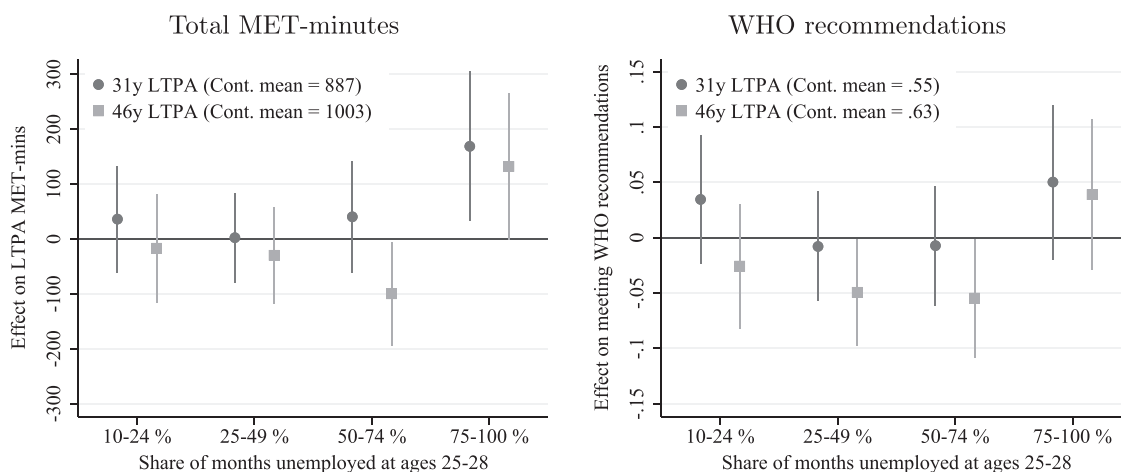 Total MET-minutes
Effect on LTPA MET-mins
300
200
100
0
-100
-200
-300
31y LTPA (Cont. mean = 887)
46y LTPA (Cont. mean = 1003)
10-24 % 25-49 % 50-74 % 75-100 %
Share of months unemployed at ages 25-28
WHO recommendations
Effect on meeting WHO recommendations
.15
.1
.05
0
-.05
-.1
-.15
31y LTPA (Cont. mean = .55)
46y LTPA (Cont. mean = .63)
10-24 % 25-49 % 50-74 % 75-100 %
Share of months unemployed at ages 25-28